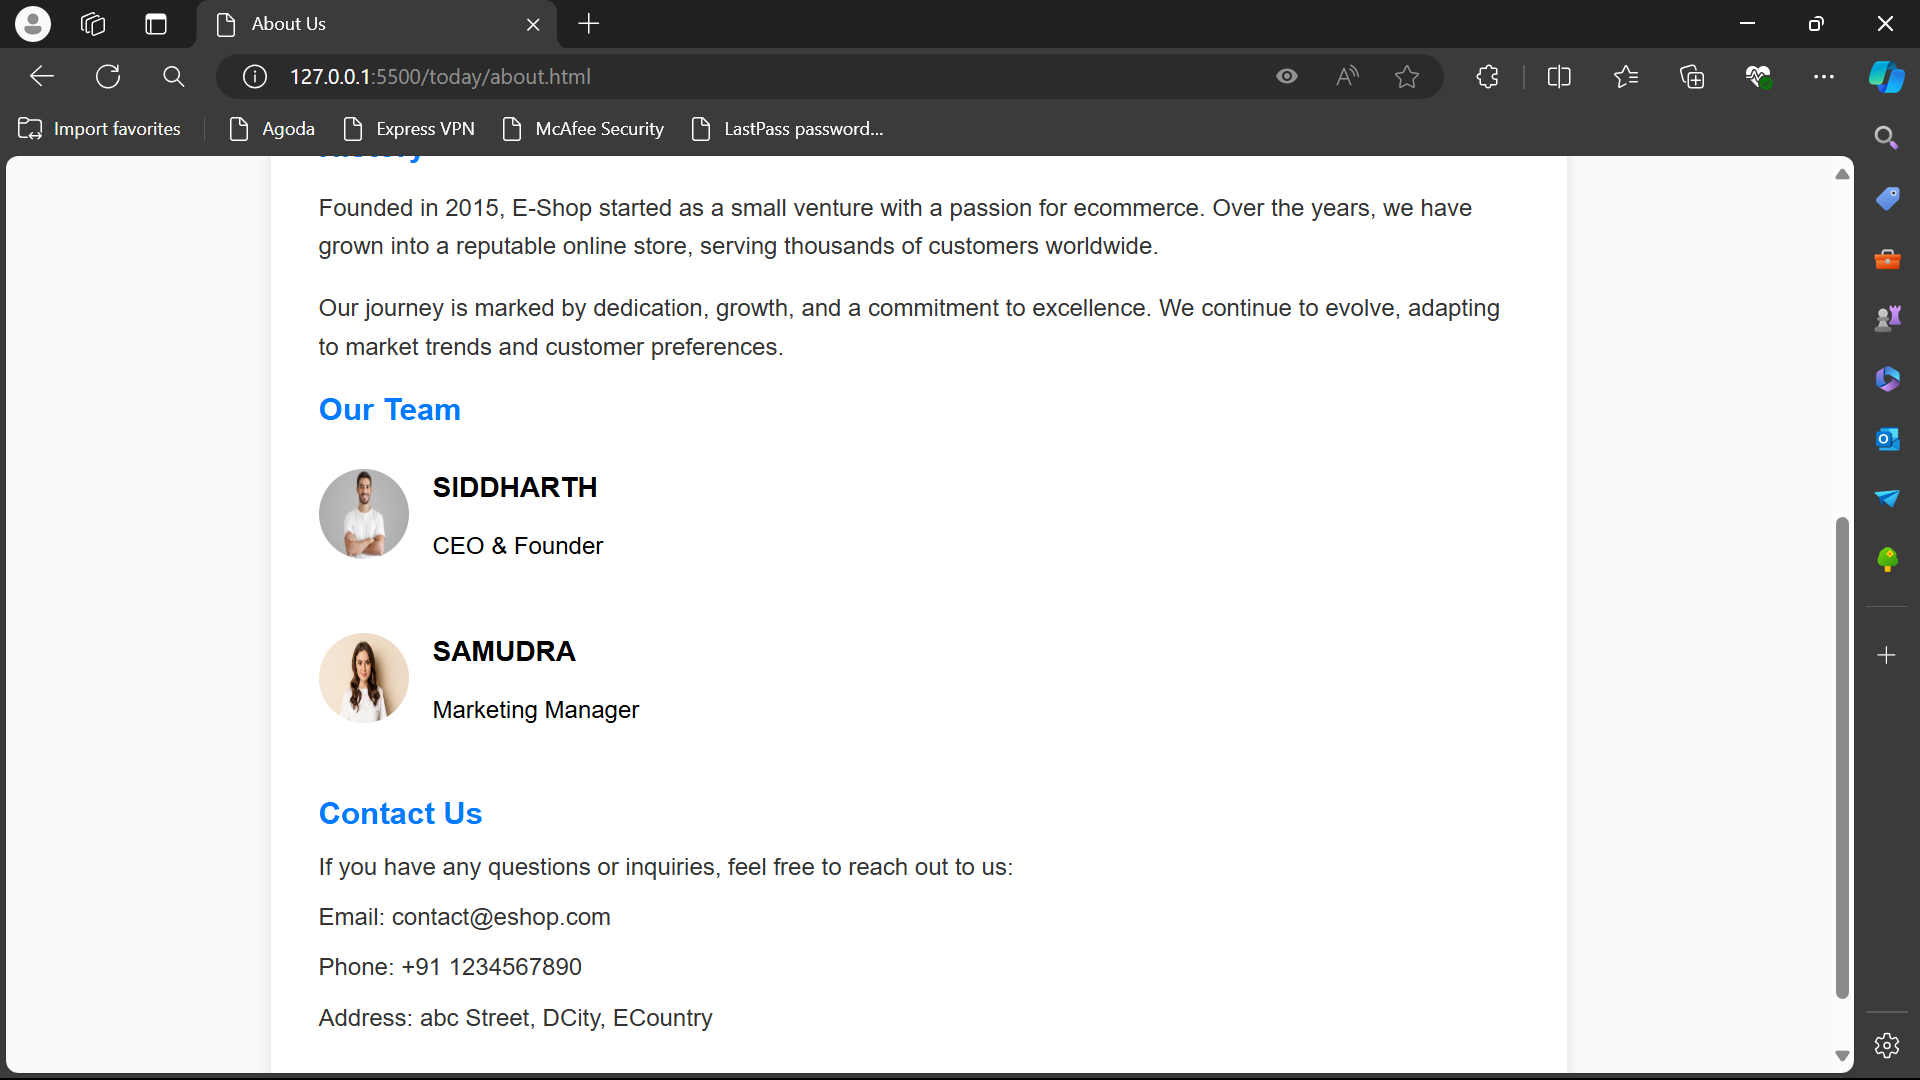 About Us
127.0.0.1:5500/today/about.html
Import favorites
Agoda
Express VPN
McAfee Security
LastPass password...
History
Founded in 2015, E-Shop started as a small venture with a passion for ecommerce. Over the years, we have
grown into a reputable online store, serving thousands of customers worldwide.
Our journey is marked by dedication, growth, and a commitment to excellence. We continue to evolve, adapting
to market trends and customer preferences.
Our Team
SIDDHARTH
CEO & Founder
SAMUDRA
Marketing Manager
Contact Us
If you have any questions or inquiries, feel free to reach out to us:
Email: contact@eshop.com
Phone: +91 1234567890
Address: abc Street, DCity, ECountry